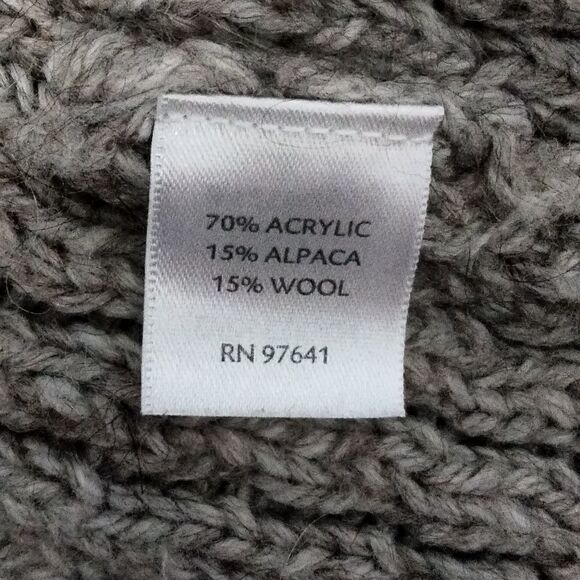 70% ACRYLIC
15% ALPACA
15% WOOL
RN 97641